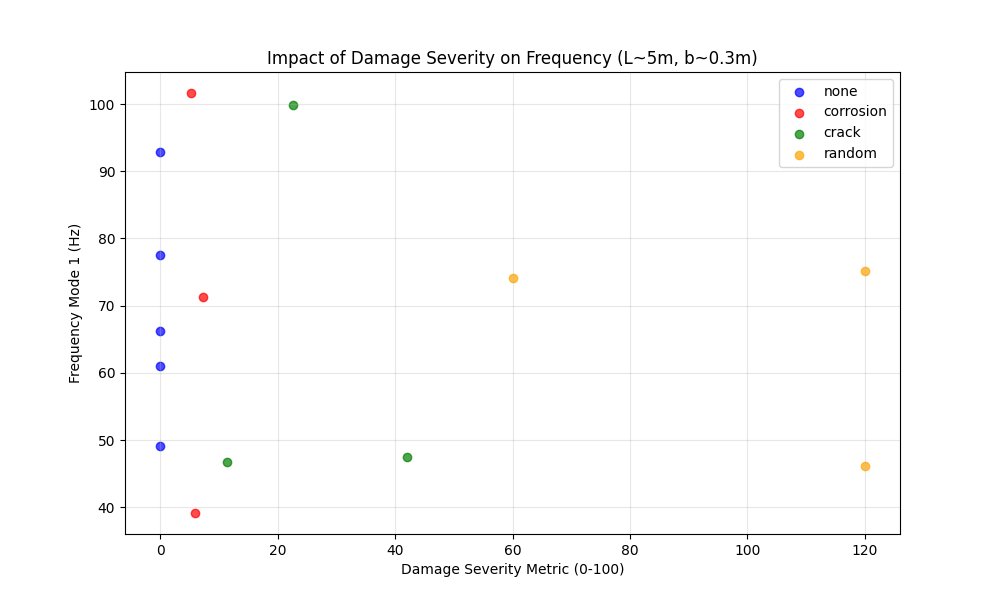 Impact of Damage Severity on Frequency (L~5m, b~0.3m)
none
corrosion
crack
random
Frequency Mode 1 (Hz)
100
90
80
70
60
50
40
0 20 40 60 80 100 120
Damage Severity Metric (0-100)